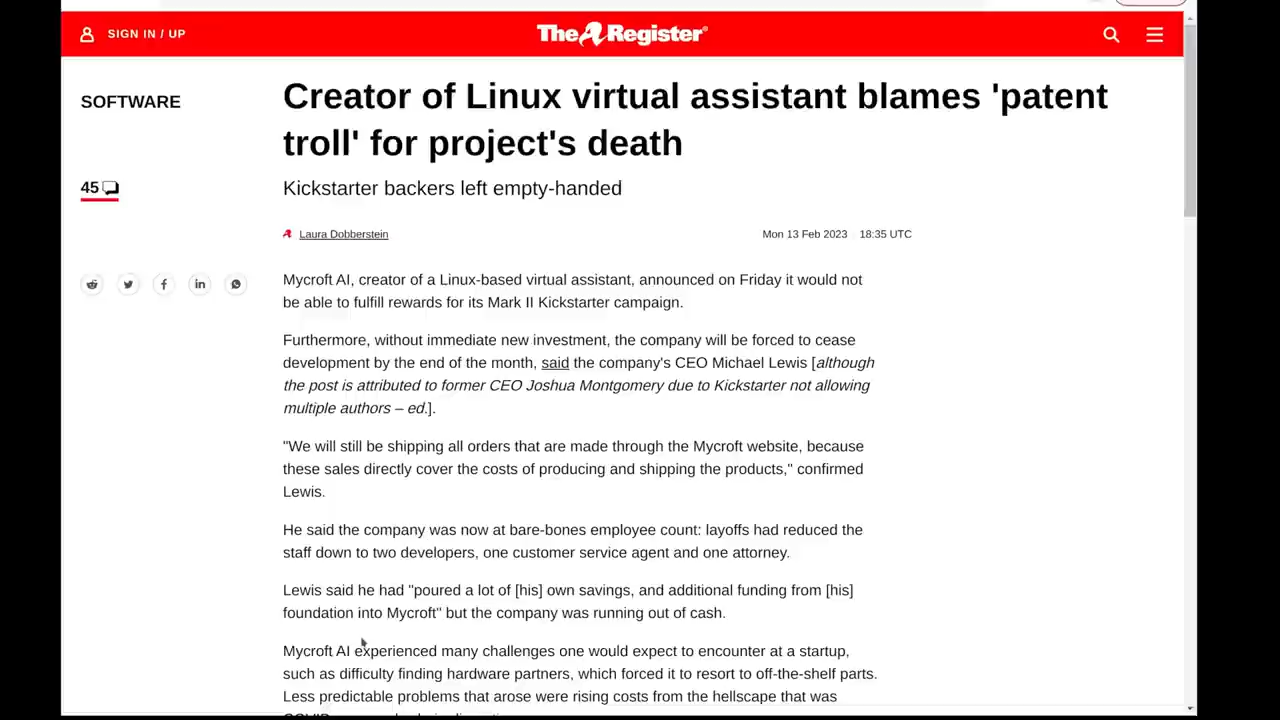 SIGN IN / UP
The Register®
SOFTWARE
Creator of Linux virtual assistant blames 'patent
troll' for project's death
45
Kickstarter backers left empty-handed
Laura Dobberstein
Mon 13 Feb 2023 18:35 UTC
Mycroft AI, creator of a Linux-based virtual assistant, announced on Friday it would not
be able to fulfill rewards for its Mark II Kickstarter campaign.
Furthermore, without immediate new investment, the company will be forced to cease
development by the end of the month, said the company's CEO Michael Lewis [although
the post is attributed to former CEO Joshua Montgomery due to Kickstarter not allowing
multiple authors – ed.].
"We will still be shipping all orders that are made through the Mycroft website, because
these sales directly cover the costs of producing and shipping the products," confirmed
Lewis.
He said the company was now at bare-bones employee count: layoffs had reduced the
staff down to two developers, one customer service agent and one attorney.
Lewis said he had "poured a lot of [his] own savings, and additional funding from [his]
foundation into Mycroft" but the company was running out of cash.
Mycroft AI experienced many challenges one would expect to encounter at a startup,
such as difficulty finding hardware partners, which forced it to resort to off-the-shelf parts.
Less predictable problems that arose were rising costs from the hellscape that was